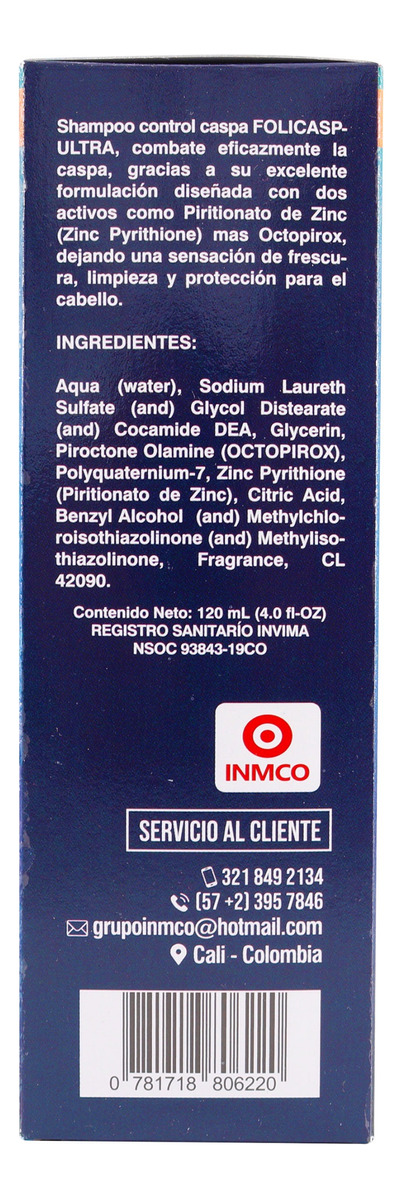 Shampoo control caspa FOLICASP-
ULTRA, combate eficazmente la
caspa, gracias a su excelente
formulación diseñada con dos
activos como Piritionato de Zinc
(Zinc Pyrithione) mas Octopirox,
dejando una sensación de frescu-
ra, limpieza y protección para el
cabello.
INGREDIENTES:
Aqua (water), Sodium Laureth
Sulfate (and) Glycol Distearate
(and) Cocamide DEA, Glycerin,
Piroctone Olamine (OCTOPIROX),
Polyquaternium-7, Zinc Pyrithione
(Piritionato de Zinc), Citric Acid,
Benzyl Alcohol (and) Methylchlo-
roisothiazolinone (and) Methyliso-
thiazolinone, Fragrance, CL
42090.
Contenido Neto: 120 mL (4.0 fl-OZ)
REGISTRO SANITARÍO INVIMA
NSOC 93843-19CO
INMCO
SERVICIO AL CLIENTE
321 849 2134
(57 +2) 395 7846
grupoinmco@hotmail.com
Cali - Colombia
0 781718 806220